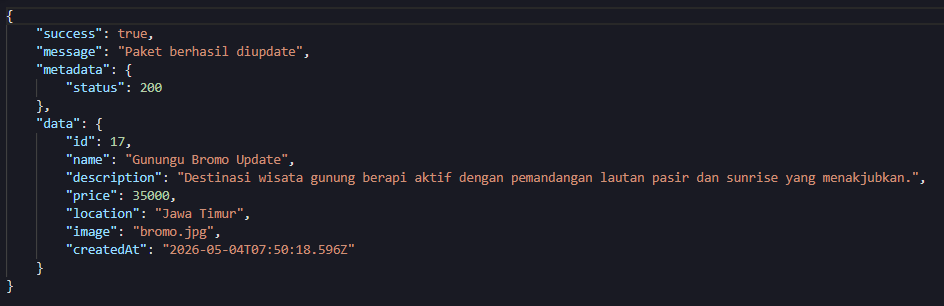 {
"success": true,
"message": "Paket berhasil diupdate",
"metadata": {
"status": 200
},
"data": {
"id": 17,
"name": "Gunungu Bromo Update",
"description": "Destinasi wisata gunung berapi aktif dengan pemandangan lautan pasir dan sunrise yang menakjubkan.",
"price": 35000,
"location": "Jawa Timur",
"image": "bromo.jpg",
"createdAt": "2026-05-04T07:50:18.596Z"
}
}